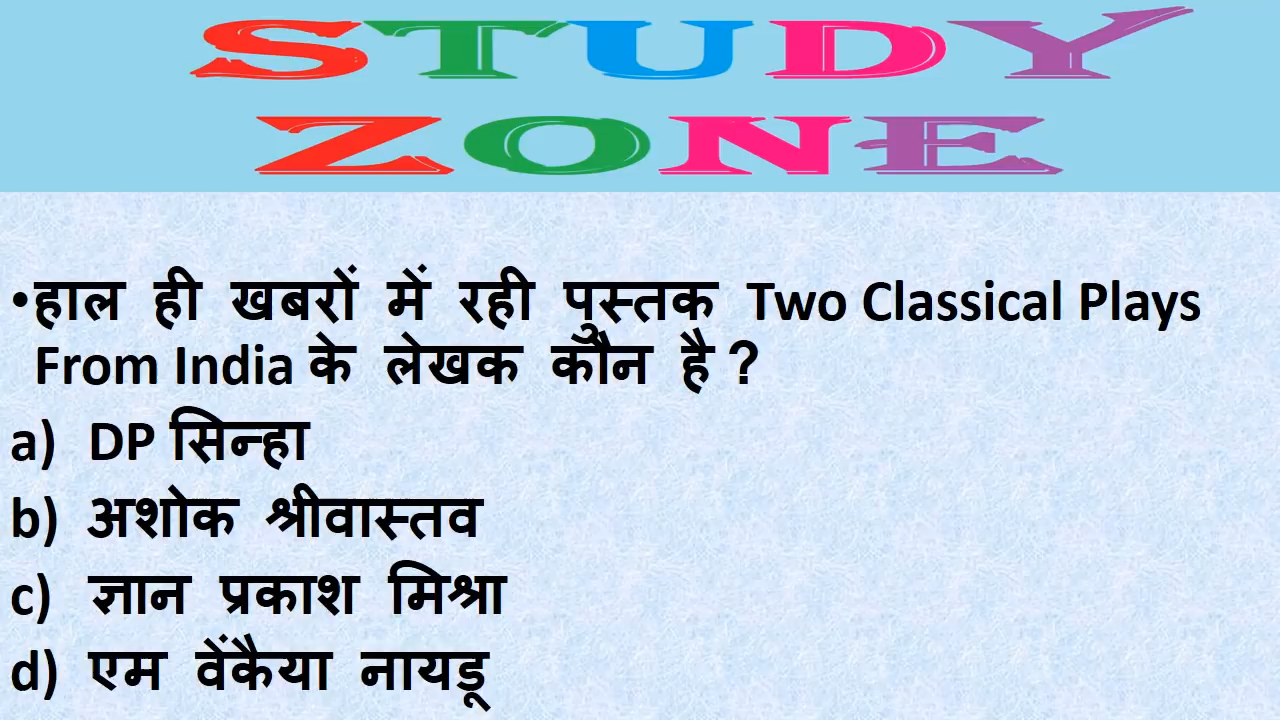 STUDY
ZONE
•हाल ही खबरों में रही पुस्तक Two Classical Plays
From India के लेखक कौन है ?
a) DP सिन्हा
b) अशोक श्रीवास्तव
c) ज्ञान प्रकाश मिश्रा
d) एम वेंकैया नायडू